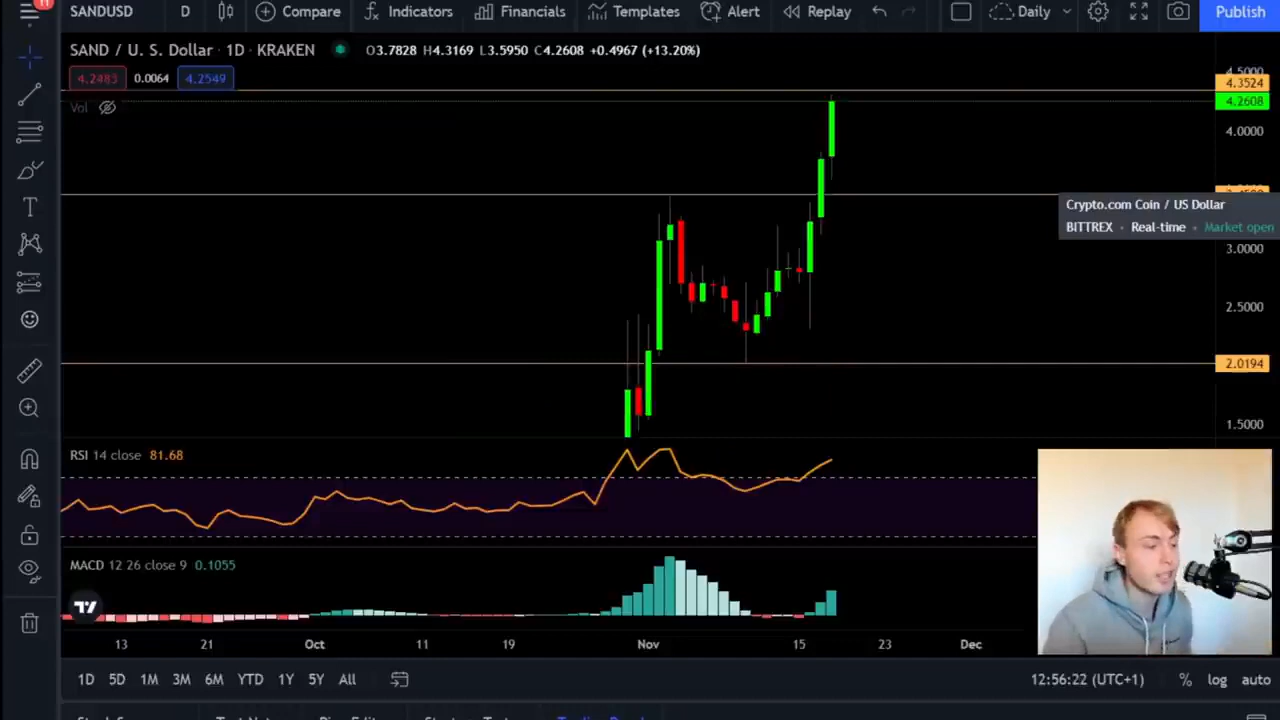 11
SANDUSD D Compare Indicators Financials Templates Alert Replay Daily Publish
SAND / U. S. Dollar · 1D · KRAKEN O3.7828 H4.3169 L3.5950 C4.2608 +0.4967 (+13.20%)
4.2483 0.0064 4.2549
Vol
4.5000
4.3524
4.2608
4.0000
Crypto.com Coin / US Dollar
BITTREX · Real-time · Market open
3.0000
2.5000
2.0194
1.5000
RSI 14 close 81.68
MACD 12 26 close 9 0.1055
13 21 Oct 11 19 Nov 15 23 Dec
1D 5D 1M 3M 6M YTD 1Y 5Y All 12:56:22 (UTC+1) % log auto